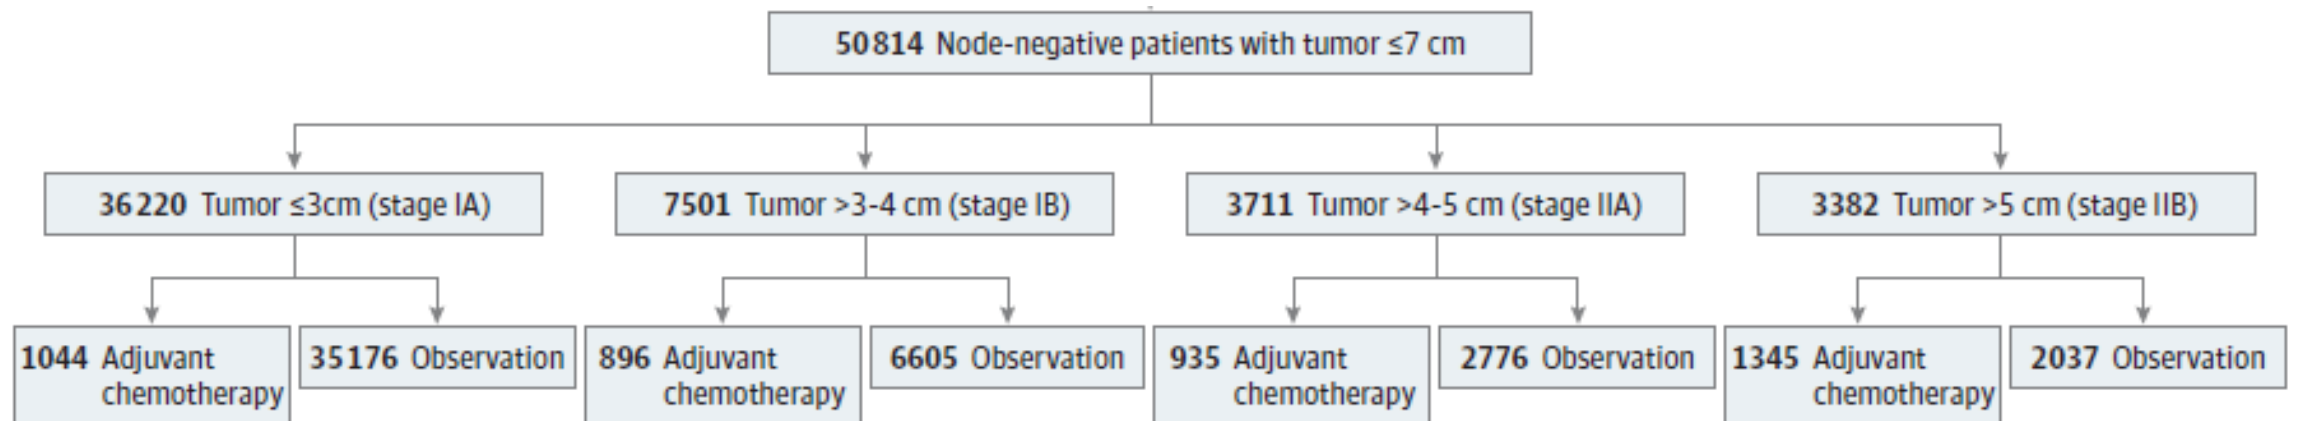 50814 Node-negative patients with tumor ≤7 cm
36220 Tumor ≤3cm (stage IA)
7501 Tumor >3-4 cm (stage IB)
3711 Tumor >4-5 cm (stage IIA)
3382 Tumor >5 cm (stage IIB)
1044 Adjuvant
chemotherapy
35176 Observation
896 Adjuvant
chemotherapy
6605 Observation
935 Adjuvant
chemotherapy
2776 Observation
1345 Adjuvant
chemotherapy
2037 Observation